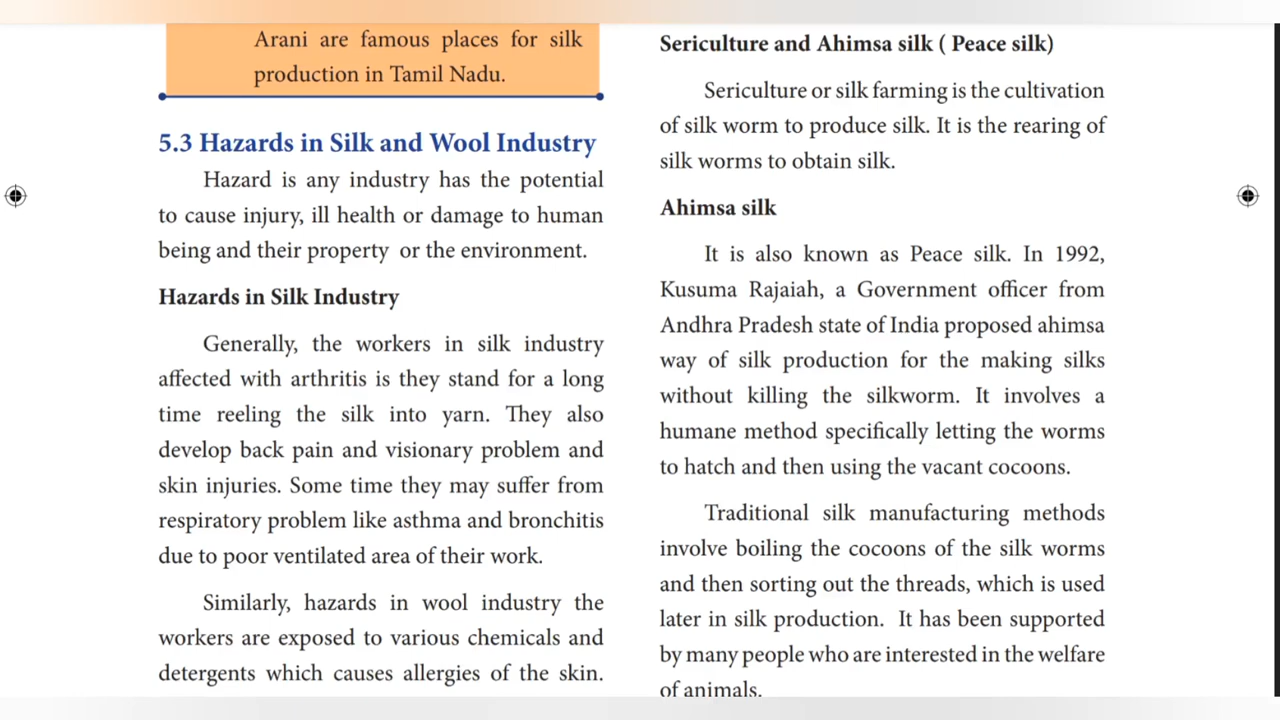 Arani are famous places for silk
production in Tamil Nadu.
5.3 Hazards in Silk and Wool Industry
Hazard is any industry has the potential
to cause injury, ill health or damage to human
being and their property or the environment.
Hazards in Silk Industry
Generally, the workers in silk industry
affected with arthritis is they stand for a long
time reeling the silk into yarn. They also
develop back pain and visionary problem and
skin injuries. Some time they may suffer from
respiratory problem like asthma and bronchitis
due to poor ventilated area of their work.
Similarly, hazards in wool industry the
workers are exposed to various chemicals and
detergents which causes allergies of the skin.
Sericulture and Ahimsa silk ( Peace silk)
Sericulture or silk farming is the cultivation
of silk worm to produce silk. It is the rearing of
silk worms to obtain silk.
Ahimsa silk
It is also known as Peace silk. In 1992,
Kusuma Rajaiah, a Government officer from
Andhra Pradesh state of India proposed ahimsa
way of silk production for the making silks
without killing the silkworm. It involves a
humane method specifically letting the worms
to hatch and then using the vacant cocoons.
Traditional silk manufacturing methods
involve boiling the cocoons of the silk worms
and then sorting out the threads, which is used
later in silk production. It has been supported
by many people who are interested in the welfare
of animals.